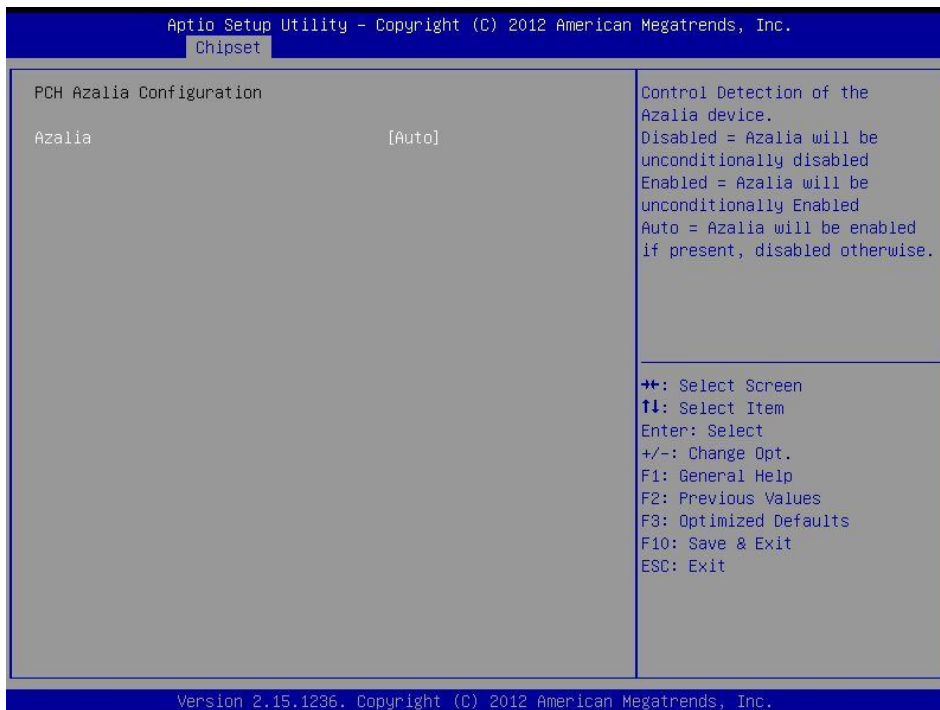 Aptio Setup Utility – Copyright (C) 2012 American Megatrends, Inc.
Chipset
PCH Azalia Configuration
Azalia [Auto]
Control Detection of the
Azalia device.
Disabled = Azalia will be
unconditionally disabled
Enabled = Azalia will be
unconditionally Enabled
Auto = Azalia will be enabled
if present, disabled otherwise.
→←: Select Screen
↑↓: Select Item
Enter: Select
+/-: Change Opt.
F1: General Help
F2: Previous Values
F3: Optimized Defaults
F10: Save & Exit
ESC: Exit
Version 2.15.1236. Copyright (C) 2012 American Megatrends, Inc.